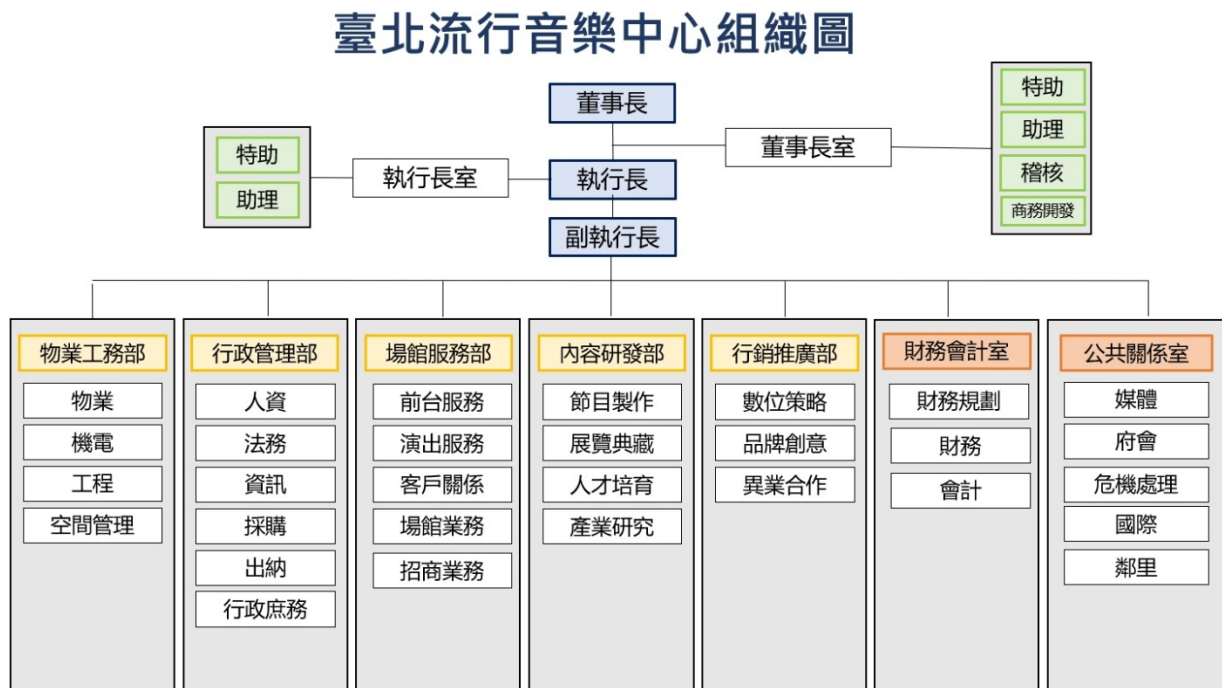 臺北流行音樂中心組織圖
董事長
董事長室
特助
助理
稽核
商務開發
執行長
執行長室
特助
助理
副執行長
物業工務部
物業
機電
工程
空間管理
行政管理部
人資
法務
資訊
採購
出納
行政庶務
場館服務部
前台服務
演出服務
客戶關係
場館業務
招商業務
內容研發部
節目製作
展覽典藏
人才培育
產業研究
行銷推廣部
數位策略
品牌創意
異業合作
財務會計室
財務規劃
財務
會計
公共關係室
媒體
府會
危機處理
國際
鄰里